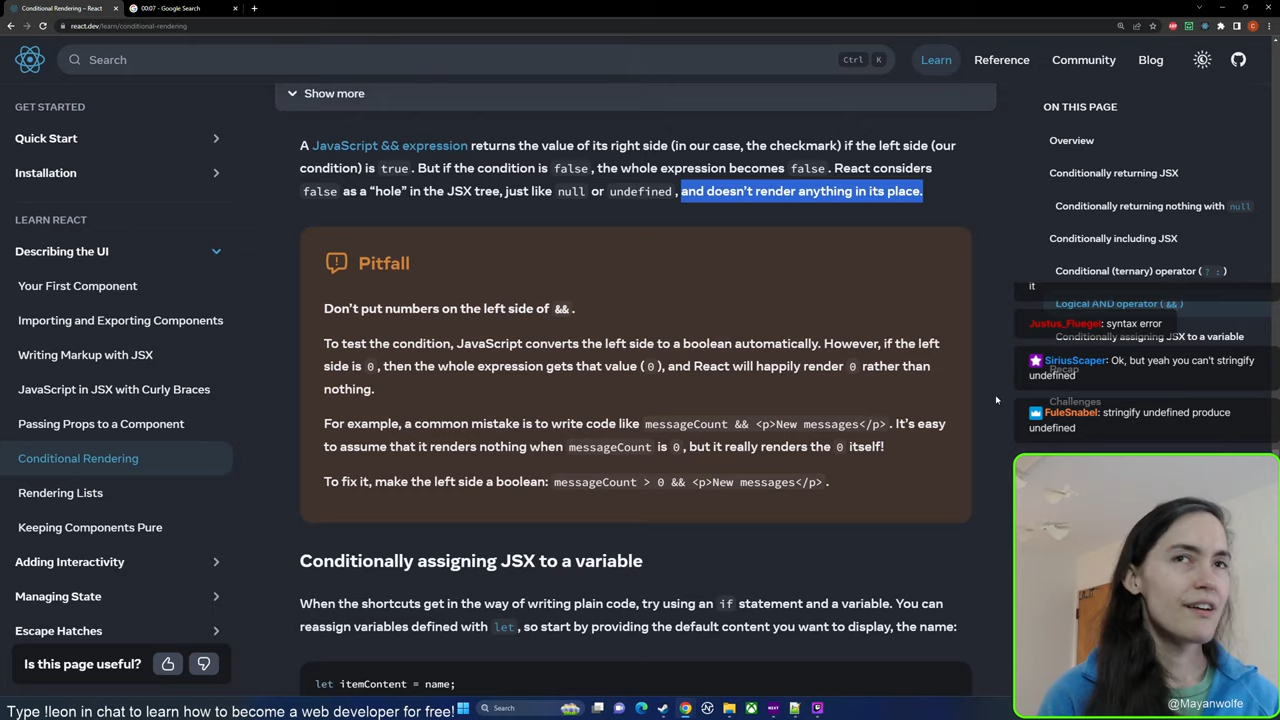 Conditional Rendering – React
00:07 - Google Search
react.dev/learn/conditional-rendering
Search
Ctrl K
Learn
Reference
Community
Blog
GET STARTED
Quick Start
Installation
LEARN REACT
Describing the UI
Your First Component
Importing and Exporting Components
Writing Markup with JSX
JavaScript in JSX with Curly Braces
Passing Props to a Component
Conditional Rendering
Rendering Lists
Keeping Components Pure
Adding Interactivity
Managing State
Escape Hatches
Is this page useful?
Show more
A JavaScript && expression returns the value of its right side (in our case, the checkmark) if the left side (our
condition) is true. But if the condition is false, the whole expression becomes false. React considers
false as a “hole” in the JSX tree, just like null or undefined, and doesn’t render anything in its place.
Pitfall
Don’t put numbers on the left side of &&.
To test the condition, JavaScript converts the left side to a boolean automatically. However, if the left
side is 0, then the whole expression gets that value (0), and React will happily render 0 rather than
nothing.
For example, a common mistake is to write code like messageCount && <p>New messages</p>. It’s easy
to assume that it renders nothing when messageCount is 0, but it really renders the 0 itself!
To fix it, make the left side a boolean: messageCount > 0 && <p>New messages</p>.
Conditionally assigning JSX to a variable
When the shortcuts get in the way of writing plain code, try using an if statement and a variable. You can
reassign variables defined with let, so start by providing the default content you want to display, the name:
let itemContent = name;
ON THIS PAGE
Overview
Conditionally returning JSX
Conditionally returning nothing with null
Conditionally including JSX
Conditional (ternary) operator (? :)
it
Logical AND operator (&&)
Justus_Fluegel: syntax error
Conditionally assigning JSX to a variable
SiriusScaper: Ok, but yeah you can't stringify
undefined
Recap
Challenges
FuleSnabel: stringify undefined produce
undefined
@Mayanwolfe
Type !leon in chat to learn how to become a web developer for free!
Search